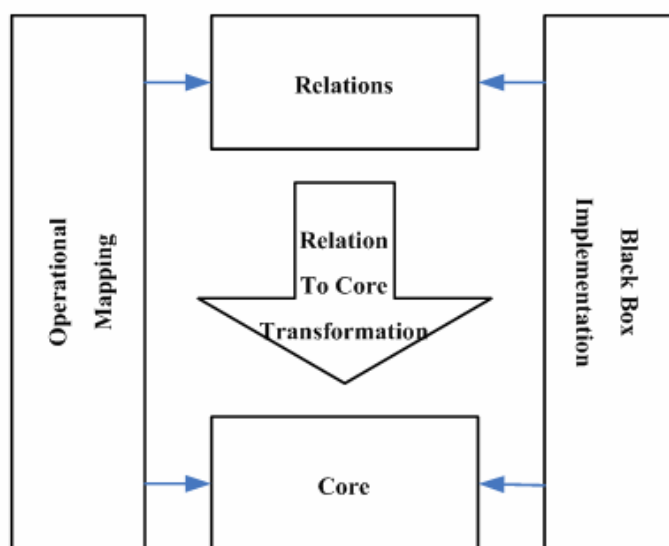 Relations
Operational
Mapping
Relation
To Core
Transformation
Black Box
Implementation
Core